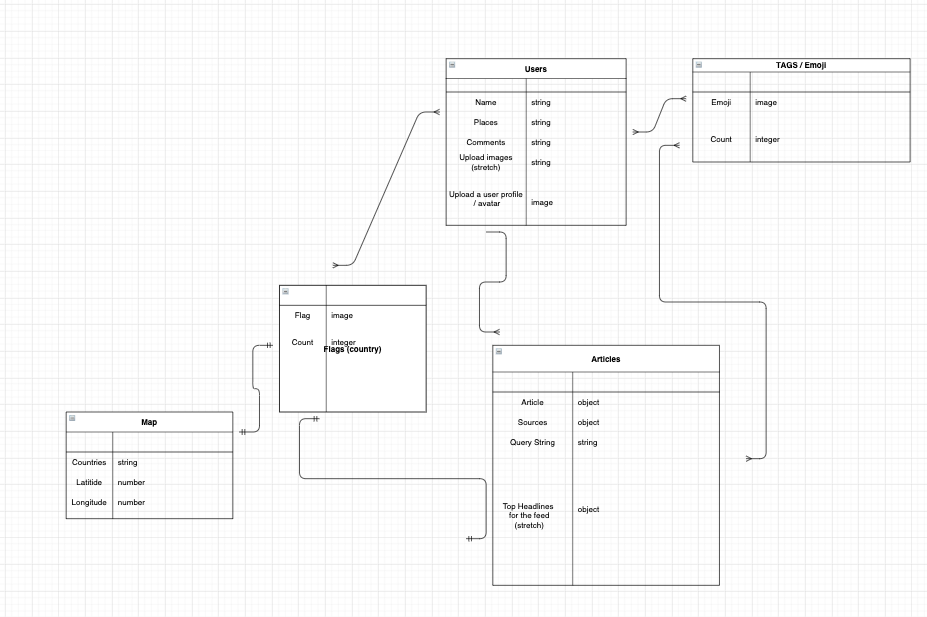 Users
Name string
Places string
Comments string
Upload images
(stretch) string
Upload a user profile
/ avatar image
TAGS / Emoji
Emoji image
Count integer
Flag image
Count integer
Flags (country)
Map
Countries string
Latitide number
Longitude number
Articles
Article object
Sources object
Query String string
Top Headlines
for the feed
(stretch) object